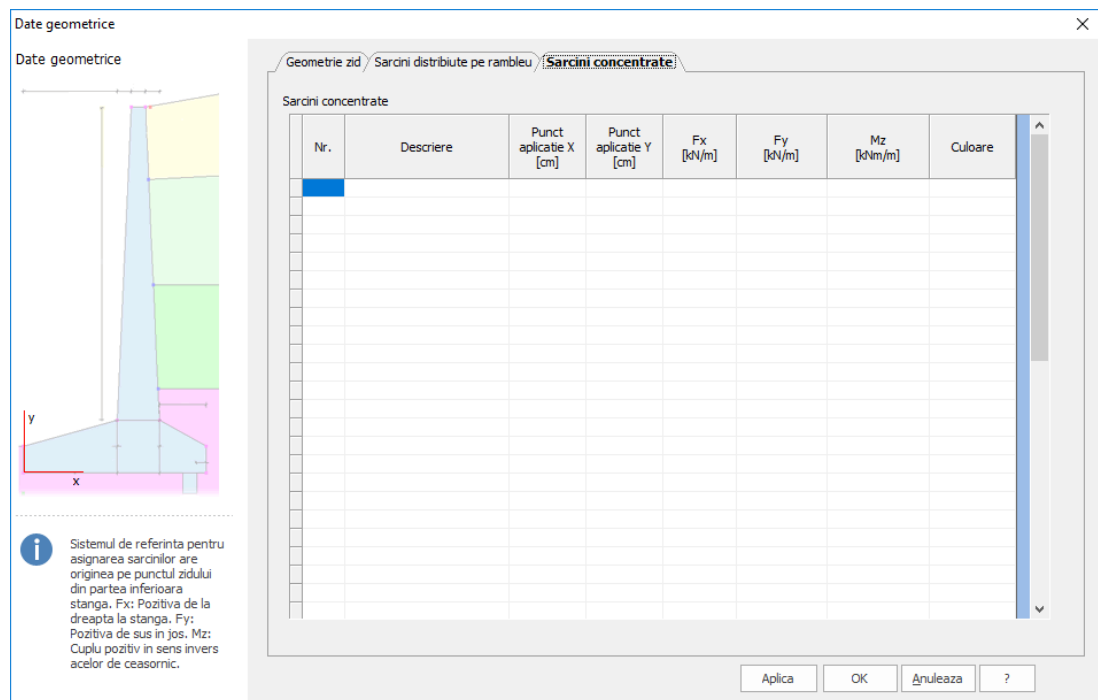 Date geometrice
Date geometrice
Geometrie zid
Sarcini distribiute pe rambleu
Sarcini concentrate
Sarcini concentrate
Nr.
Descriere
Punct
aplicatie X
[cm]
Punct
aplicatie Y
[cm]
Fx
[kN/m]
Fy
[kN/m]
Mz
[kNm/m]
Culoare
y
x
Sistemul de referinta pentru
asignarea sarcinilor are
originea pe punctul zidului
din partea inferioara
stanga. Fx: Pozitiva de la
dreapta la stanga. Fy:
Pozitiva de sus in jos. Mz:
Cuplu pozitiv in sens invers
acelor de ceasornic.
Aplica
OK
Anuleaza
?